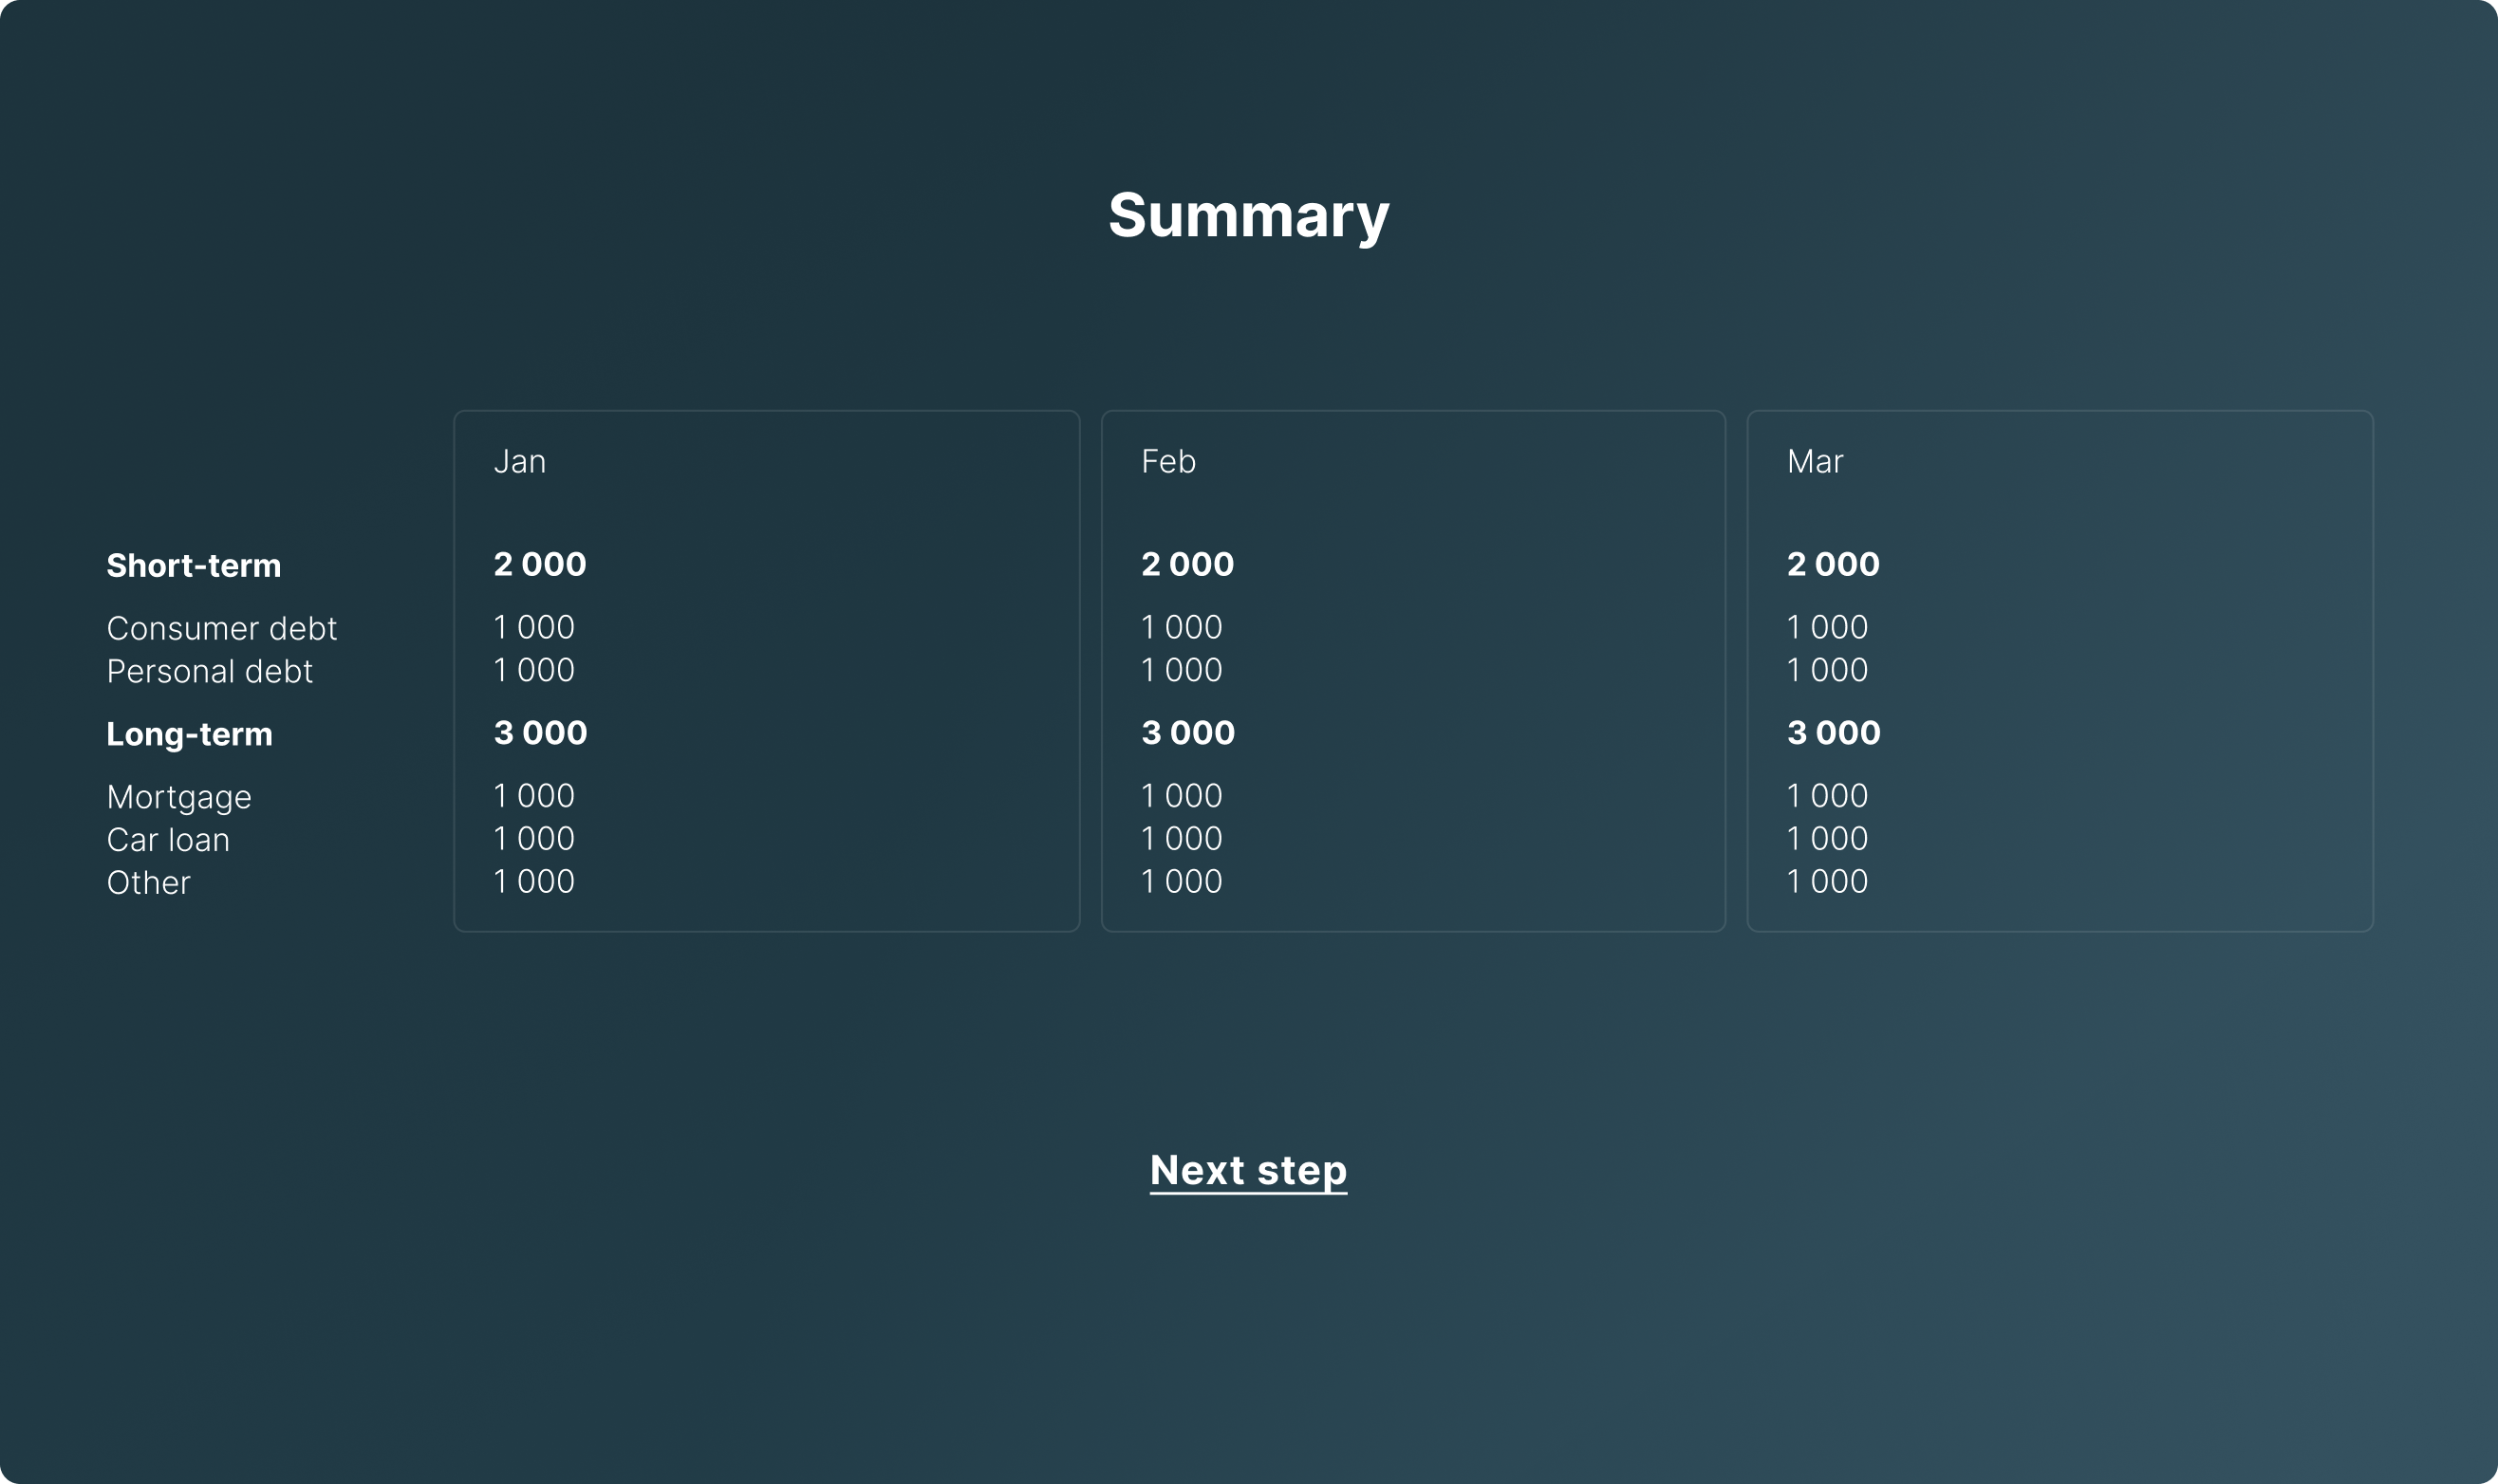 Summary
Jan Feb Mar
Short-term 2 000 2 000 2 000
Consumer debt 1 000 1 000 1 000
Personal debt 1 000 1 000 1 000
Long-term 3 000 3 000 3 000
Mortgage 1 000 1 000 1 000
Car loan 1 000 1 000 1 000
Other 1 000 1 000 1 000
Next step